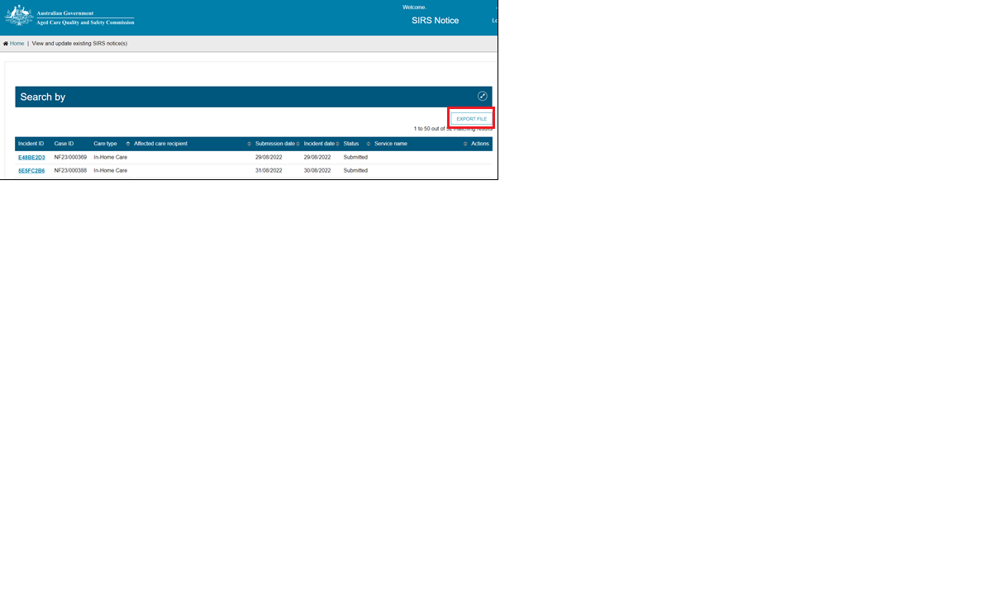 Australian Government
Aged Care Quality and Safety Commission
Welcome.
SIRS Notice
Home | View and update existing SIRS notice(s)
Search by
EXPORT FILE
1 to 50 out of 52 matching results
Incident ID Case ID Care type Affected care recipient Submission date Incident date Status Service name Actions
E48BE2D3 NF23/000369 In-Home Care 29/08/2022 29/08/2022 Submitted
5E5FC2B6 NF23/000388 In-Home Care 31/08/2022 30/08/2022 Submitted